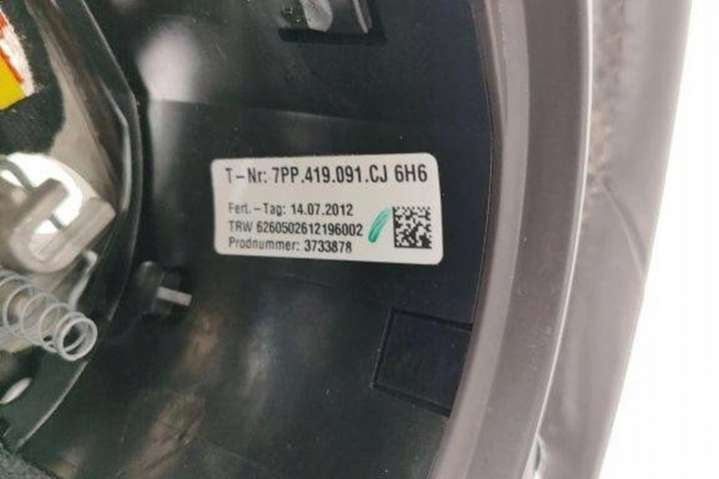 T-Nr: 7PP.419.091.CJ 6H6
Fert.-Tag: 14.07.2012
TRW 6260502612196002
Prodnummer: 3733878